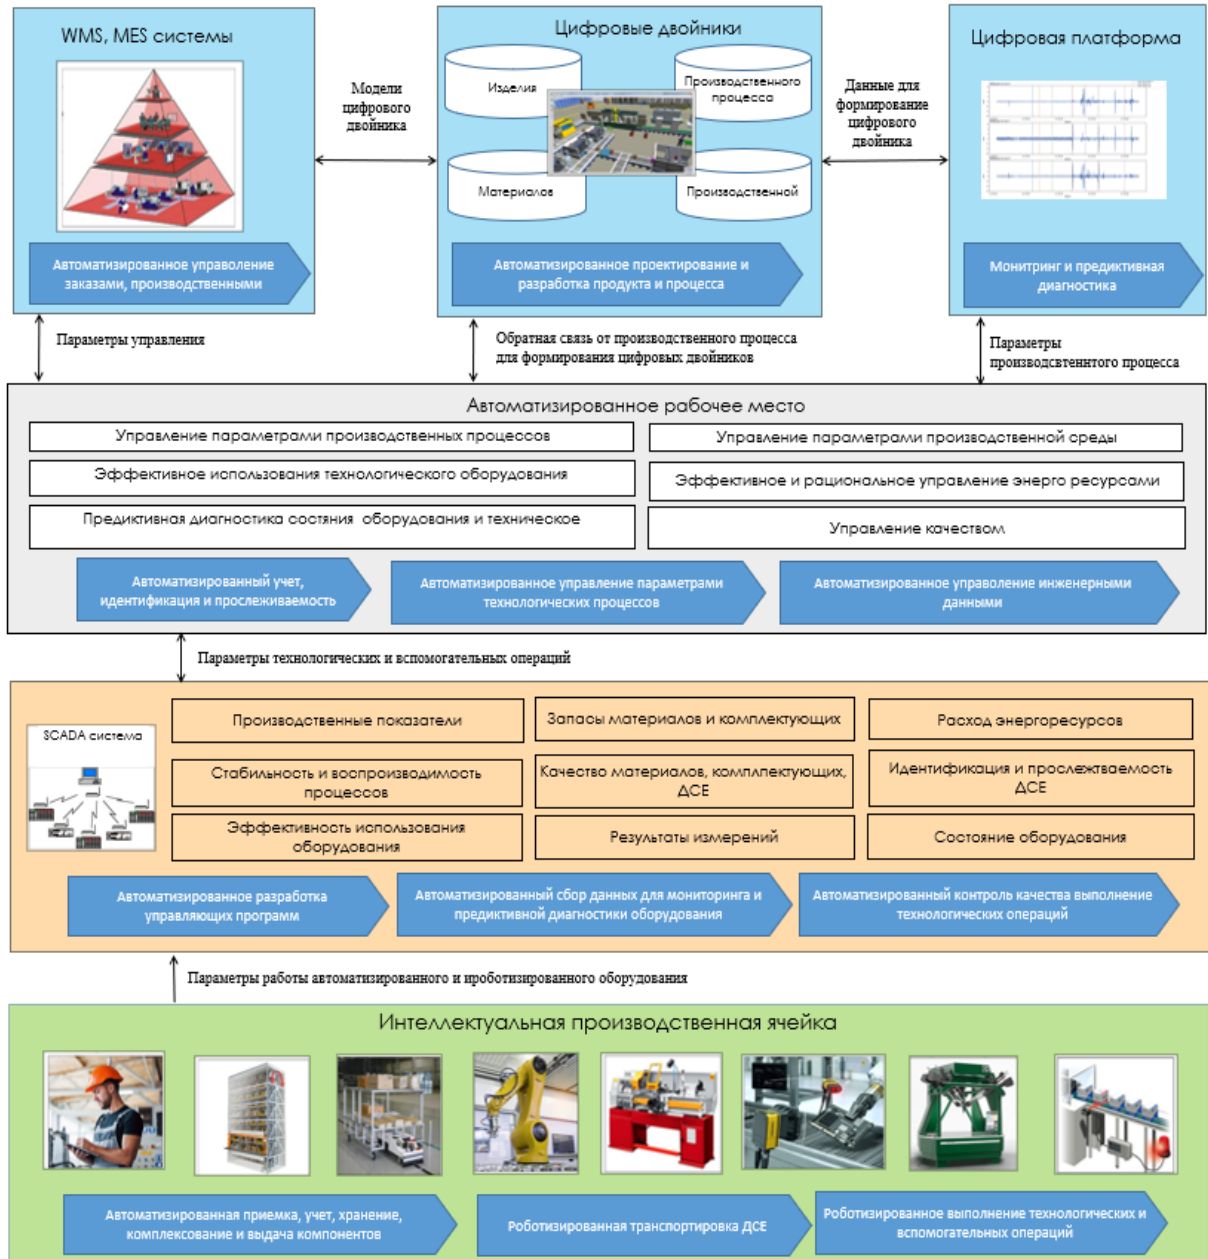 WMS, MES системы
Цифровые двойники
Цифровая платформа
Модели
цифрового
двойника
Изделия
Производственного
процесса
Материалов
Производственной
Данные для
формирование
цифрового
двойника
Автоматизированное управоление
заказами, производственными
Автоматизированное проектирование и
разработка продукта и процесса
Монитринг и предиктивная
диагностика
Параметры управления
Обратная связь от производственного процесса
для формирования цифровых двойников
Параметры
производсвтеннтого процесса
Автоматизированное рабочее место
Управление параметрами производственных процессов
Управление параметрами производственной среды
Эффективное использования технологического оборудования
Эффективное и рациональное управление энерго ресурсами
Предиктивная диагностика состяния оборудования и техническое
Управление качеством
Автоматизированный учет,
идентификация и прослеживаемость
Автоматизированное управление параметрами
технологических процессов
Автоматизированное управоление инженерными
данными
Параметры технологических и вспомогательных операций
SCADA система
Производственные показатели
Запасы материалов и комплектующих
Расход энергоресурсов
Стабильность и воспроизводимость
процессов
Качество материалов, комплпектующих,
ДСЕ
Идентификация и прослежтваемость
ДСЕ
Эффективность использования
оборудования
Результаты измерений
Состояние оборудования
Автоматизированное разработка
управляющих программ
Автоматизированный сбор данных для мониторинга и
предиктивной диагностики оборудования
Автоматизированный контроль качества выполнение
технологических операций
Параметры работы автоматизированного и ироботизированного оборудования
Интеллектуальная производственная ячейка
Автоматизированная приемка, учет, хранение,
комплексование и выдача компонентов
Роботизированная транспортировка ДСЕ
Роботизированное выполнение технологических и
вспомогательных операций